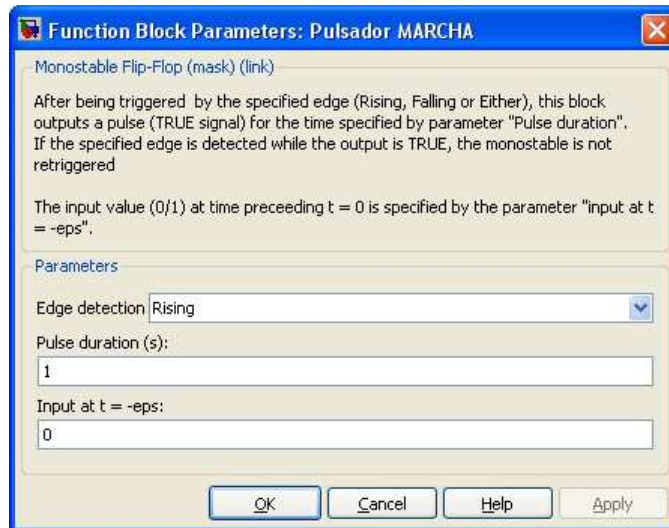 Function Block Parameters: Pulsador MARCHA
Monostable Flip-Flop (mask) (link)
After being triggered by the specified edge (Rising, Falling or Either), this block
outputs a pulse (TRUE signal) for the time specified by parameter "Pulse duration".
If the specified edge is detected while the output is TRUE, the monostable is not
retriggered
The input value (0/1) at time preceeding t = 0 is specified by the parameter "input at t
= -eps".
Parameters
Edge detection Rising
Pulse duration (s):
1
Input at t = -eps:
0
OK Cancel Help Apply